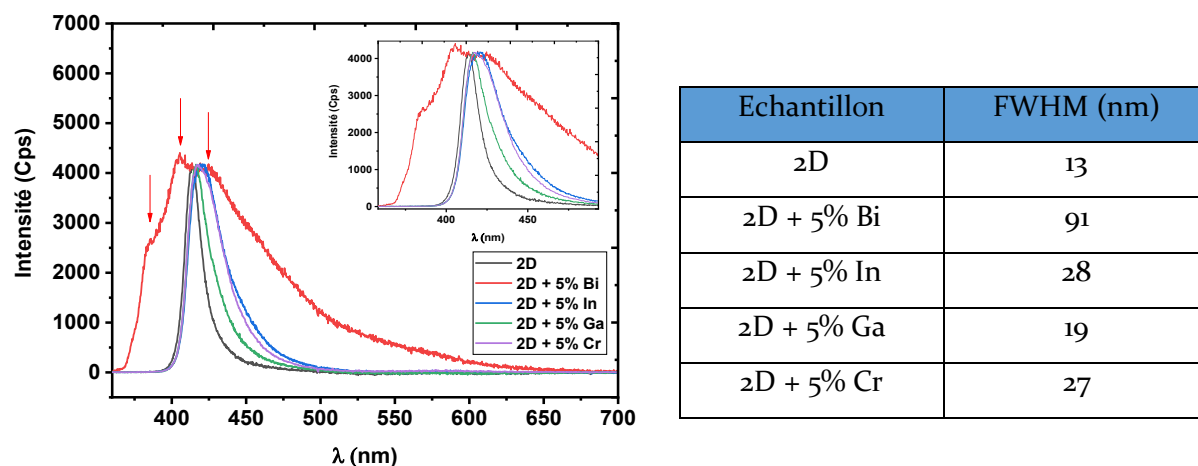 7000
6000
5000
4000
3000
2000
1000
0
Intensité (Cps)
400 450 500 550 600 650 700
λ (nm)
4000
3000
2000
1000
0
Intensité (Cps)
400 450
λ (nm)
2D
2D + 5% Bi
2D + 5% In
2D + 5% Ga
2D + 5% Cr
Echantillon FWHM (nm)
2D 13
2D + 5% Bi 91
2D + 5% In 28
2D + 5% Ga 19
2D + 5% Cr 27